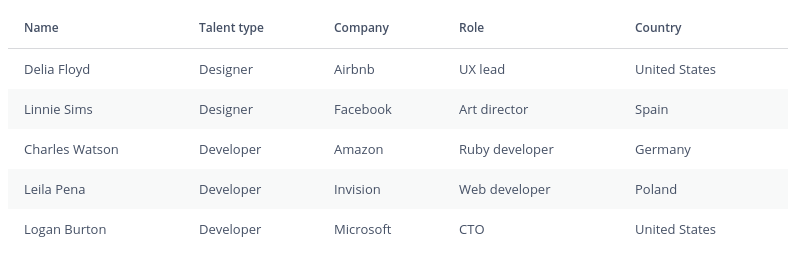 Name Talent type Company Role Country
Delia Floyd Designer Airbnb UX lead United States
Linnie Sims Designer Facebook Art director Spain
Charles Watson Developer Amazon Ruby developer Germany
Leila Pena Developer Invision Web developer Poland
Logan Burton Developer Microsoft CTO United States